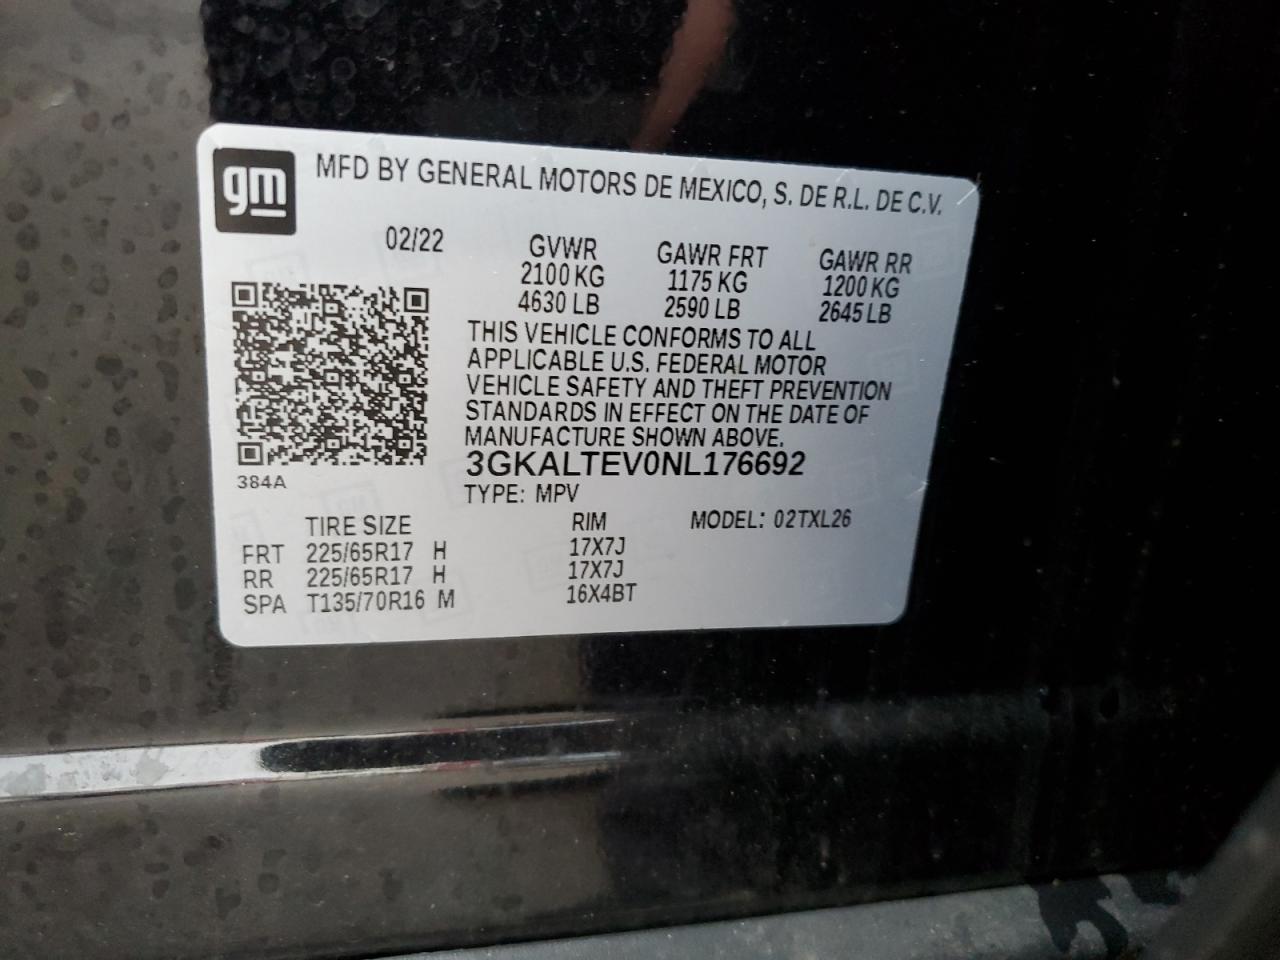 gm
MFD BY GENERAL MOTORS DE MEXICO, S. DE R.L. DE C.V.
02/22 GVWR GAWR FRT GAWR RR
2100 KG 1175 KG 1200 KG
4630 LB 2590 LB 2645 LB
THIS VEHICLE CONFORMS TO ALL
APPLICABLE U.S. FEDERAL MOTOR
VEHICLE SAFETY AND THEFT PREVENTION
STANDARDS IN EFFECT ON THE DATE OF
MANUFACTURE SHOWN ABOVE.
3GKALTEV0NL176692
384A
TYPE: MPV
TIRE SIZE RIM MODEL: 02TXL26
FRT 225/65R17 H 17X7J
RR 225/65R17 H 17X7J
SPA T135/70R16 M 16X4BT